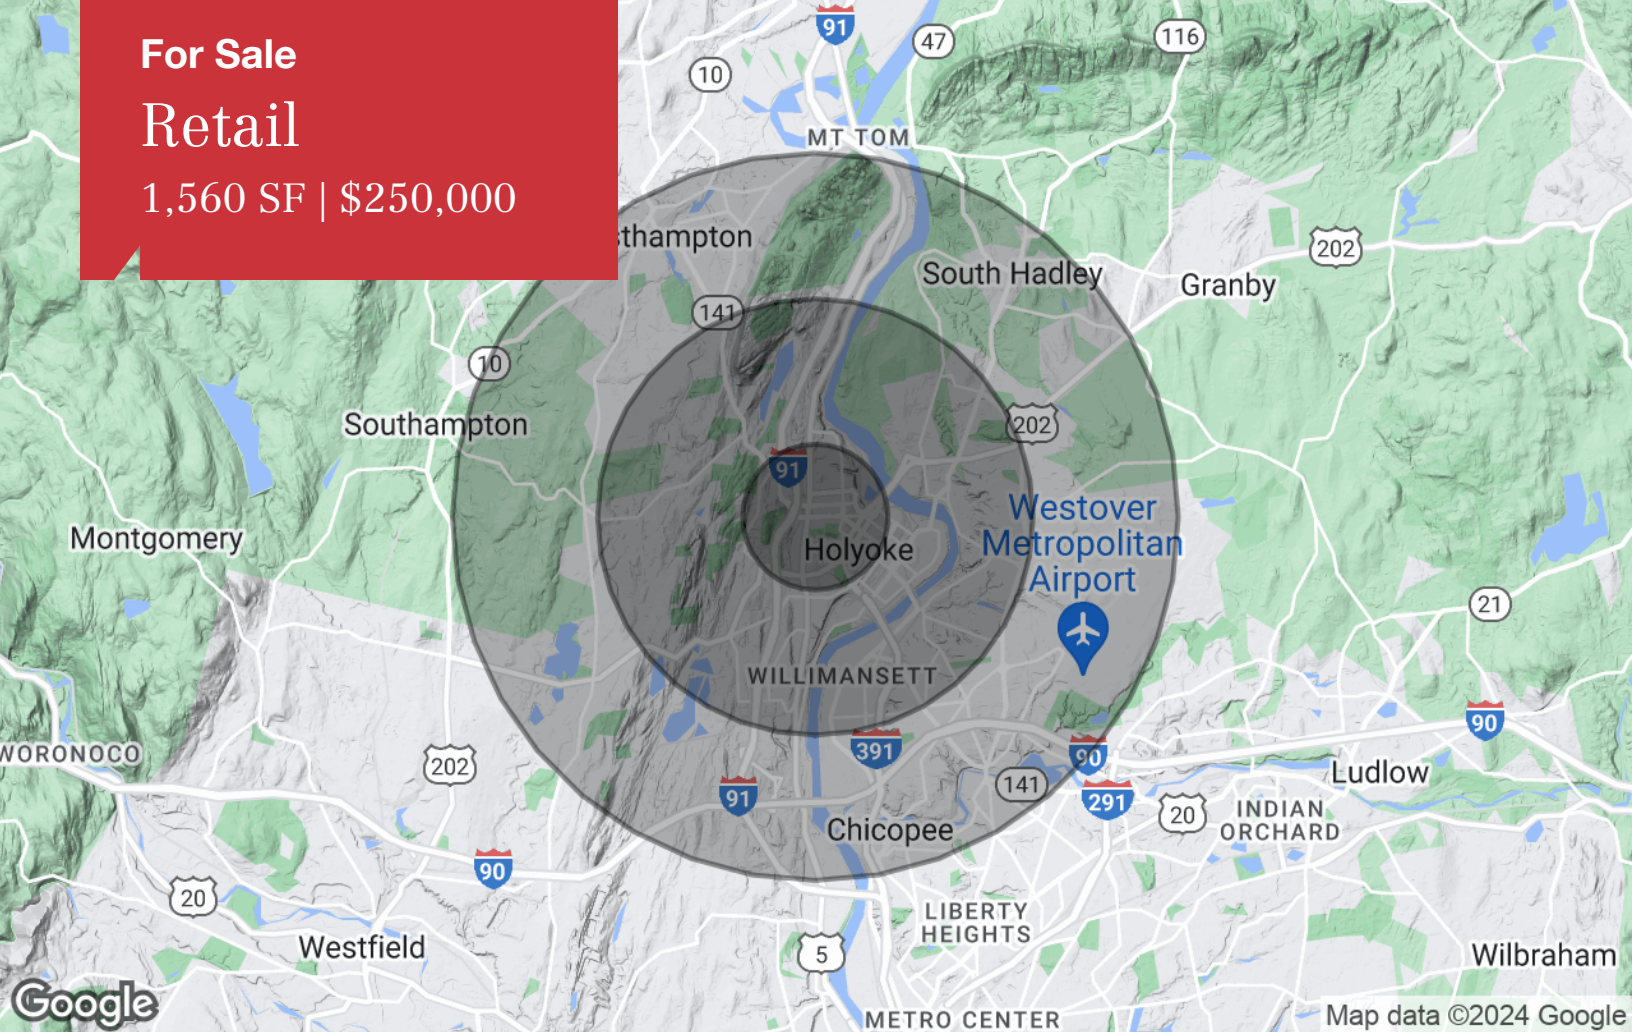 For Sale
Retail
1,560 SF | $250,000
91
47
116
10
MT TOM
sthampton
South Hadley
Granby
202
141
10
Southampton
202
91
Westover
Metropolitan
Airport
Montgomery
Holyoke
21
WILLIMANSETT
90
WORONOCO
202
391
90
Ludlow
141
91
291
20
INDIAN
ORCHARD
Chicopee
90
20
LIBERTY
HEIGHTS
Westfield
5
Wilbraham
Google
METRO CENTER
Map data ©2024 Google